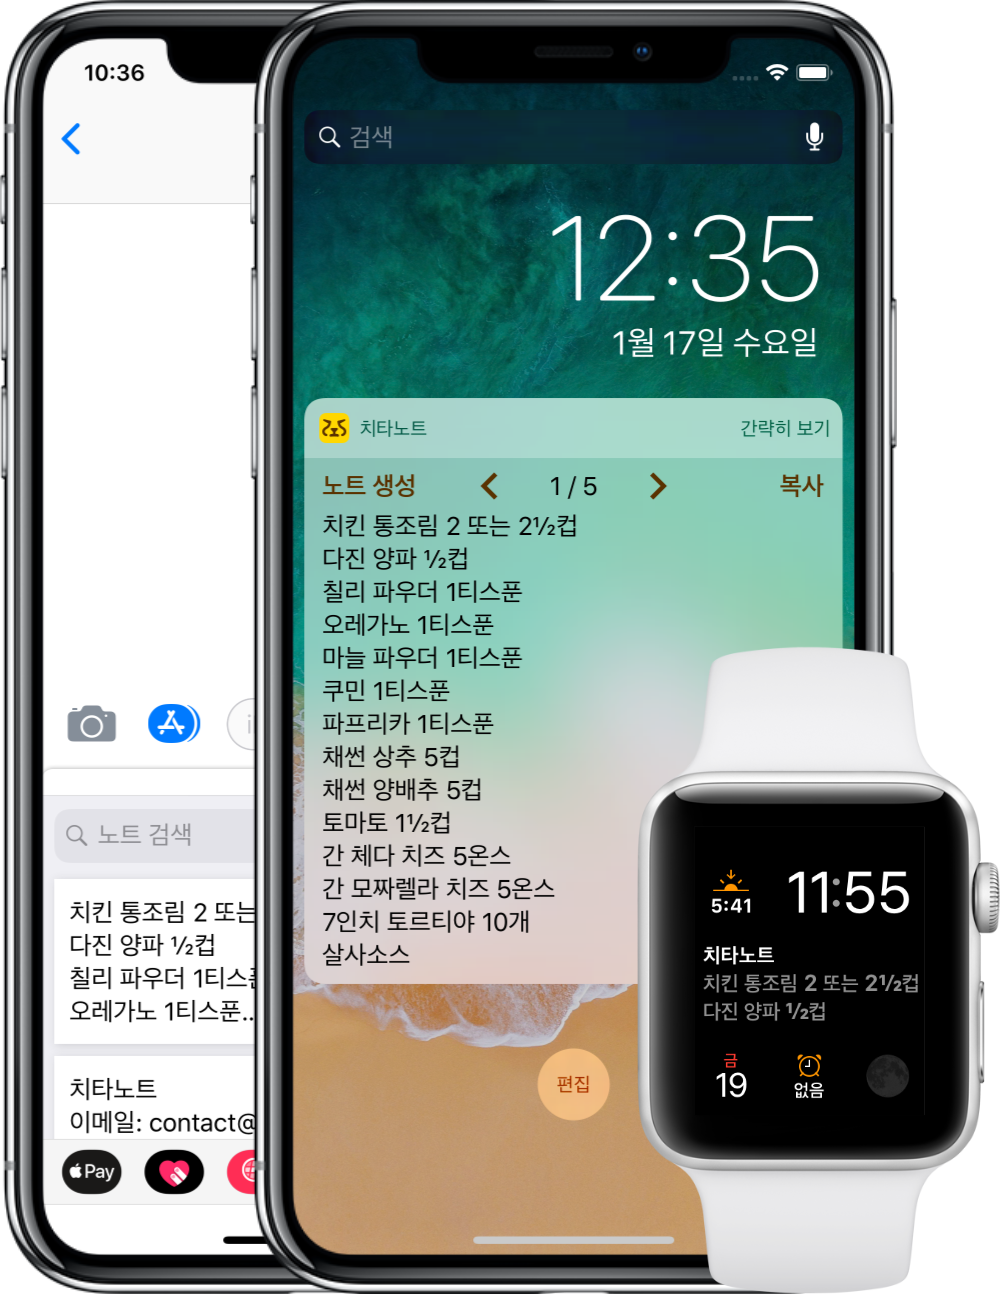 10:36
노트 검색
치킨 통조림 2 또는
다진 양파 ½컵
칠리 파우더 1티스푼
오레가노 1티스푼...
치타노트
이메일: contact@
Pay
검색
12:35
1월 17일 수요일
치타노트
간략히 보기
노트 생성
1 / 5
복사
치킨 통조림 2 또는 2½컵
다진 양파 ½컵
칠리 파우더 1티스푼
오레가노 1티스푼
마늘 파우더 1티스푼
쿠민 1티스푼
파프리카 1티스푼
채썬 상추 5컵
채썬 양배추 5컵
토마토 1½컵
간 체다 치즈 5온스
간 모짜렐라 치즈 5온스
7인치 토르티야 10개
살사소스
편집
5:41
11:55
치타노트
치킨 통조림 2 또는 2½컵
다진 양파 ½컵
금
19
없음